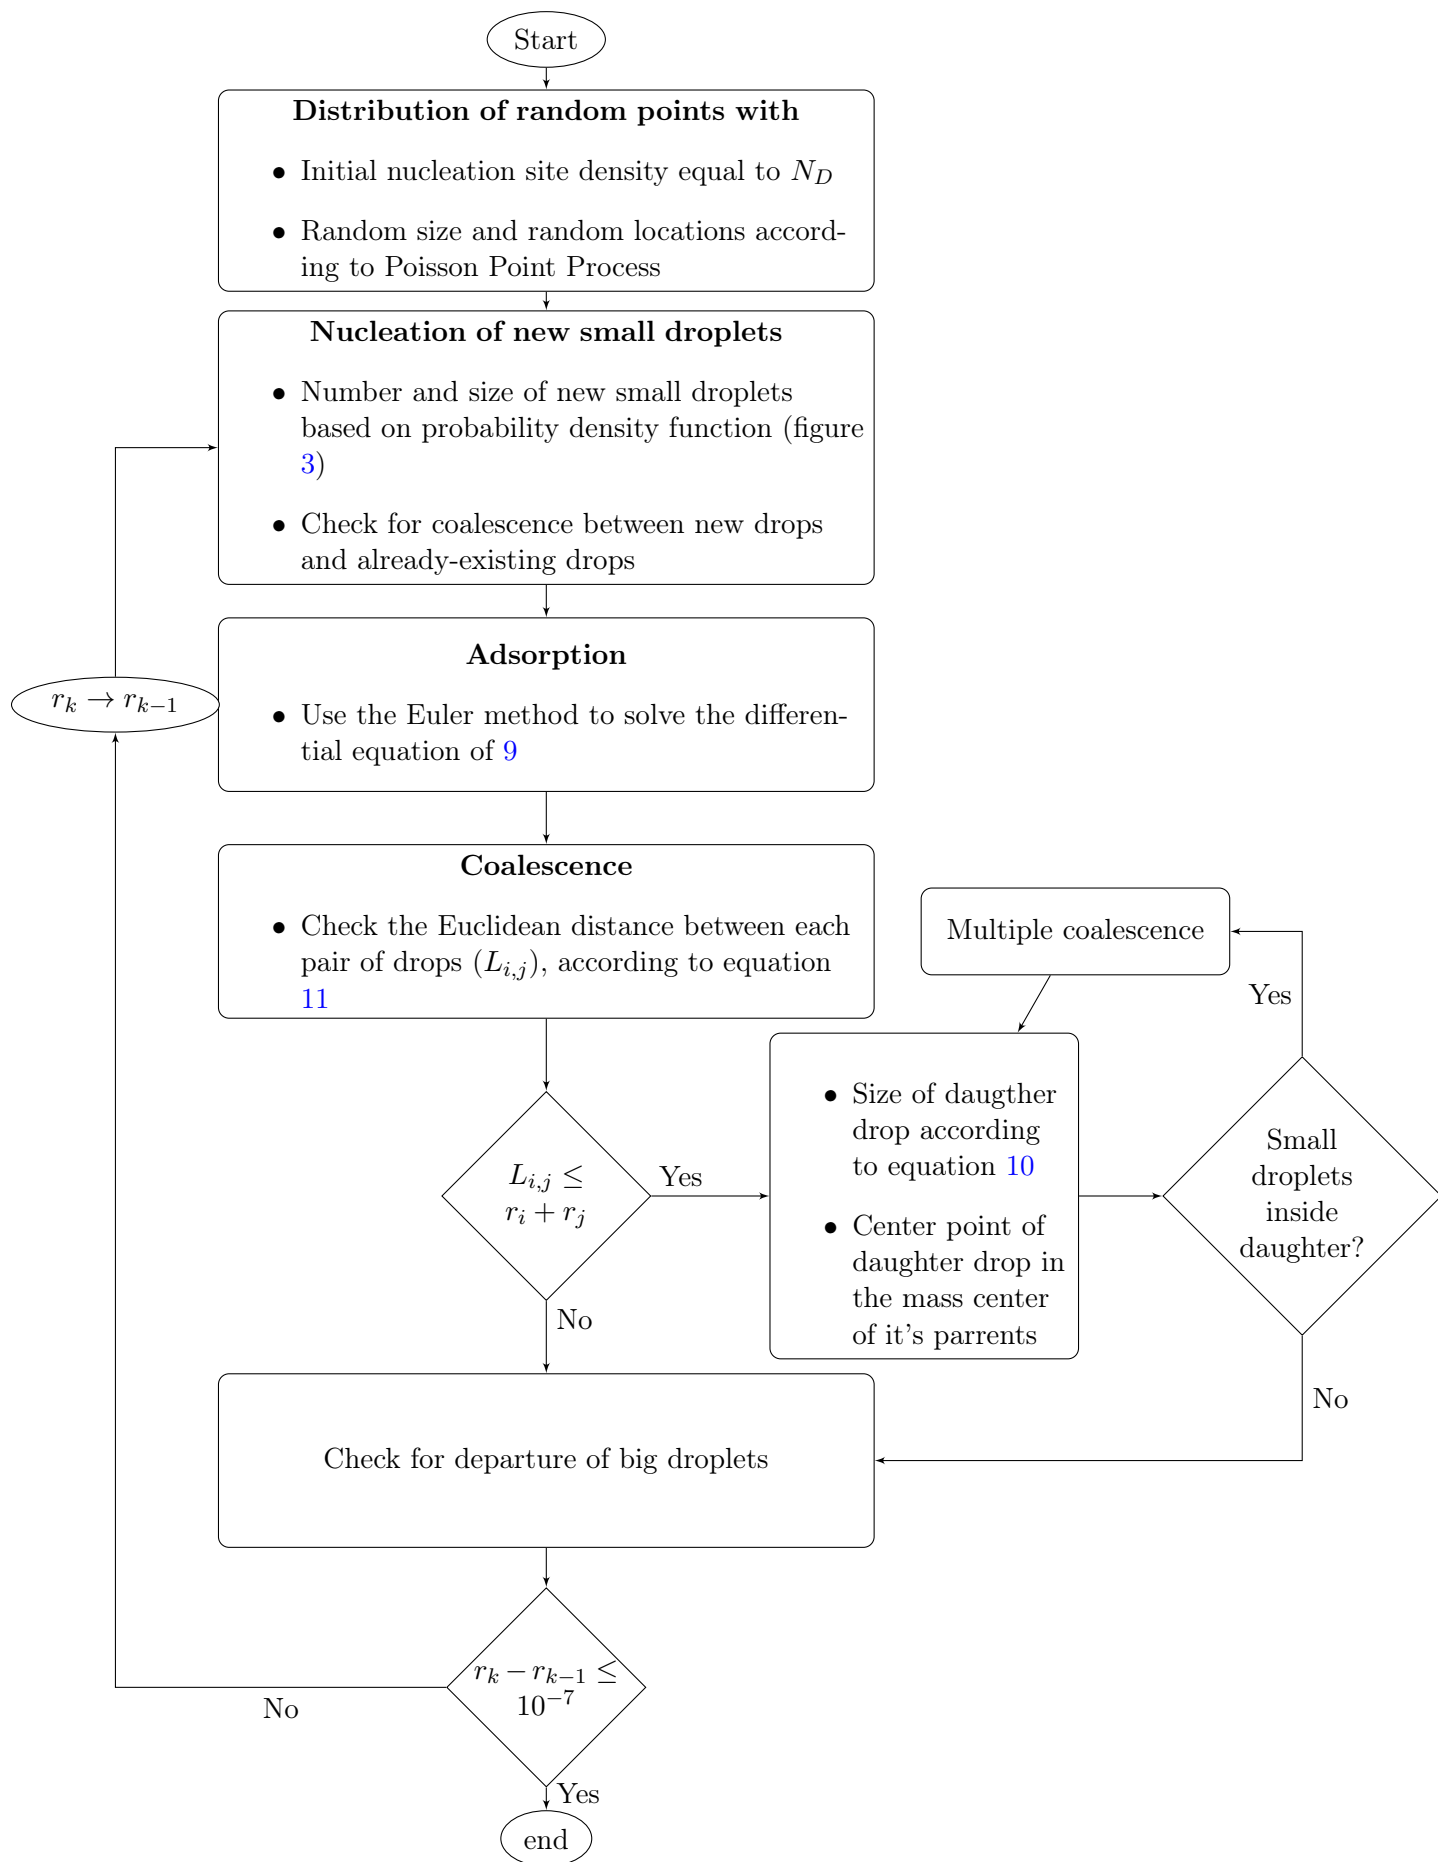 Start
Distribution of random points with
• Initial nucleation site density equal to N_D
• Random size and random locations accord-
ing to Poisson Point Process
Nucleation of new small droplets
• Number and size of new small droplets
based on probability density function (figure
3)
• Check for coalescence between new drops
and already-existing drops
r_k → r_{k−1}
Adsorption
• Use the Euler method to solve the differen-
tial equation of 9
Coalescence
• Check the Euclidean distance between each
pair of drops (L_{i,j}), according to equation
11
Multiple coalescence
Yes
L_{i,j} ≤
r_i + r_j
Yes
• Size of daugther
drop according
to equation 10
• Center point of
daughter drop in
the mass center
of it's parrents
Small
droplets
inside
daughter?
No
No
Check for departure of big droplets
r_k − r_{k−1} ≤
10^{−7}
No
Yes
end